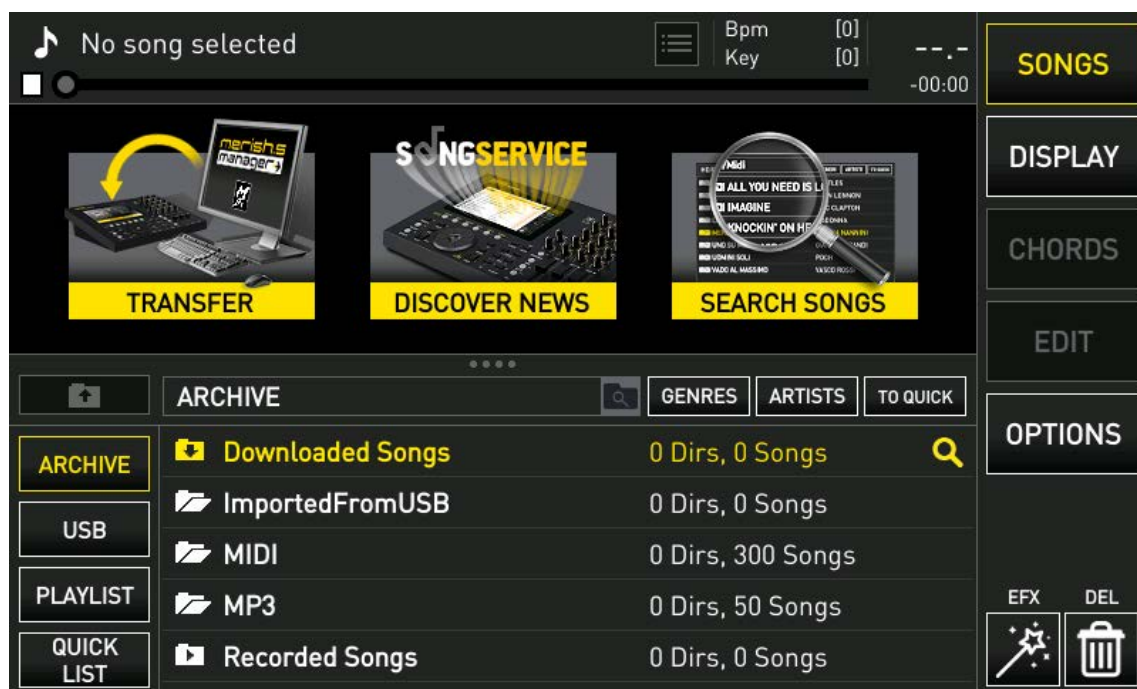 No song selected
Bpm [0]
Key [0]
--.-
-00:00
SONGS
DISPLAY
CHORDS
EDIT
OPTIONS
merish.s
manager
TRANSFER
SONGSERVICE
DISCOVER NEWS
/Midi
ALL YOU NEED IS L
IMAGINE
KNOCKIN' ON HE
SEARCH SONGS
ARCHIVE
GENRES
ARTISTS
TO QUICK
ARCHIVE
USB
PLAYLIST
QUICK
LIST
Downloaded Songs 0 Dirs, 0 Songs
ImportedFromUSB 0 Dirs, 0 Songs
MIDI 0 Dirs, 300 Songs
MP3 0 Dirs, 50 Songs
Recorded Songs 0 Dirs, 0 Songs
EFX
DEL